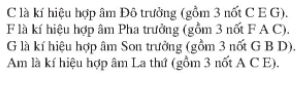 C là kí hiệu hợp âm Đô trưởng (gồm 3 nốt C E G).
F là kí hiệu hợp âm Pha trưởng (gồm 3 nốt F A C).
G là kí hiệu hợp âm Son trưởng (gồm 3 nốt G B D).
Am là kí hiệu hợp âm La thứ (gồm 3 nốt A C E).